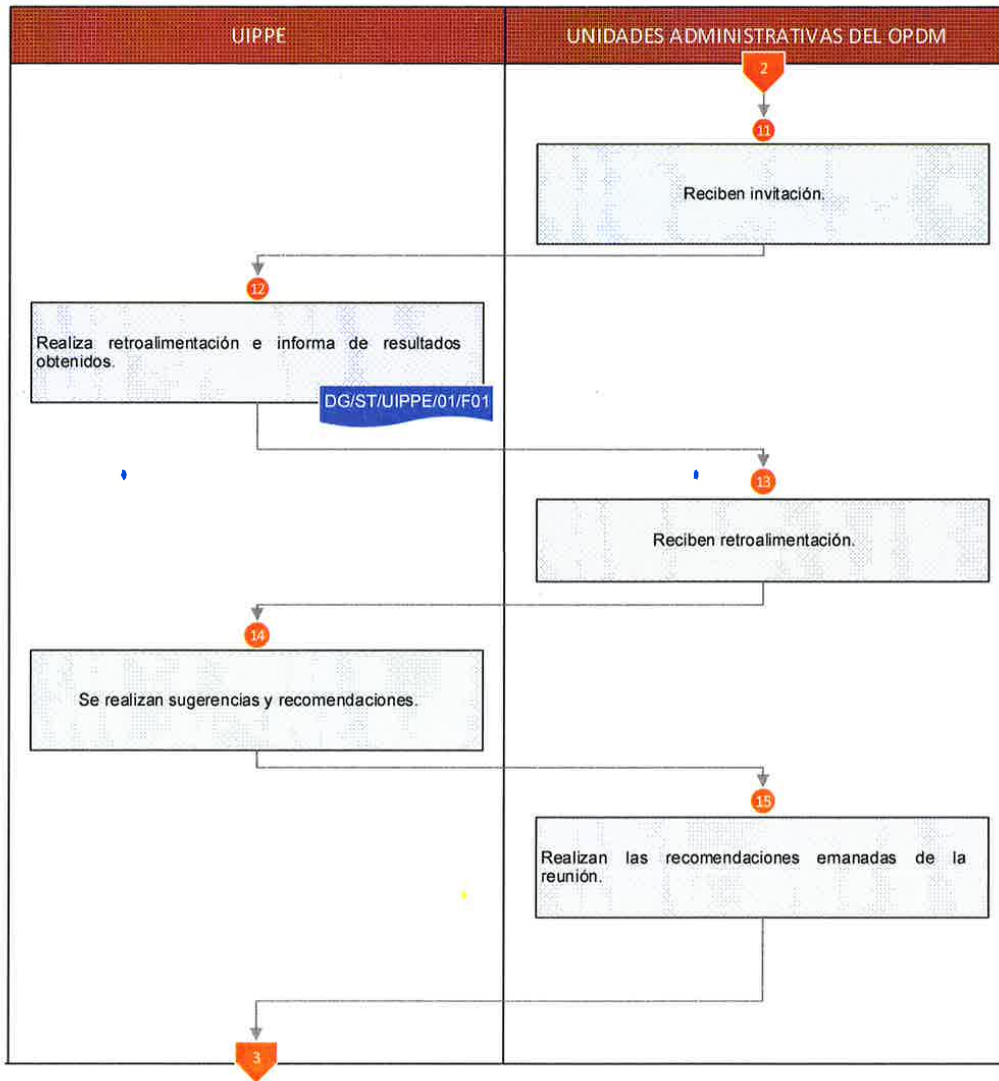 UIPPE
UNIDADES ADMINISTRATIVAS DEL OPDM
2
11
Reciben invitación.
12
Realiza retroalimentación e informa de resultados
obtenidos.
DG/ST/UIPPE/01/F01
13
Reciben retroalimentación.
14
Se realizan sugerencias y recomendaciones.
15
Realizan las recomendaciones emanadas de la
reunión.
3